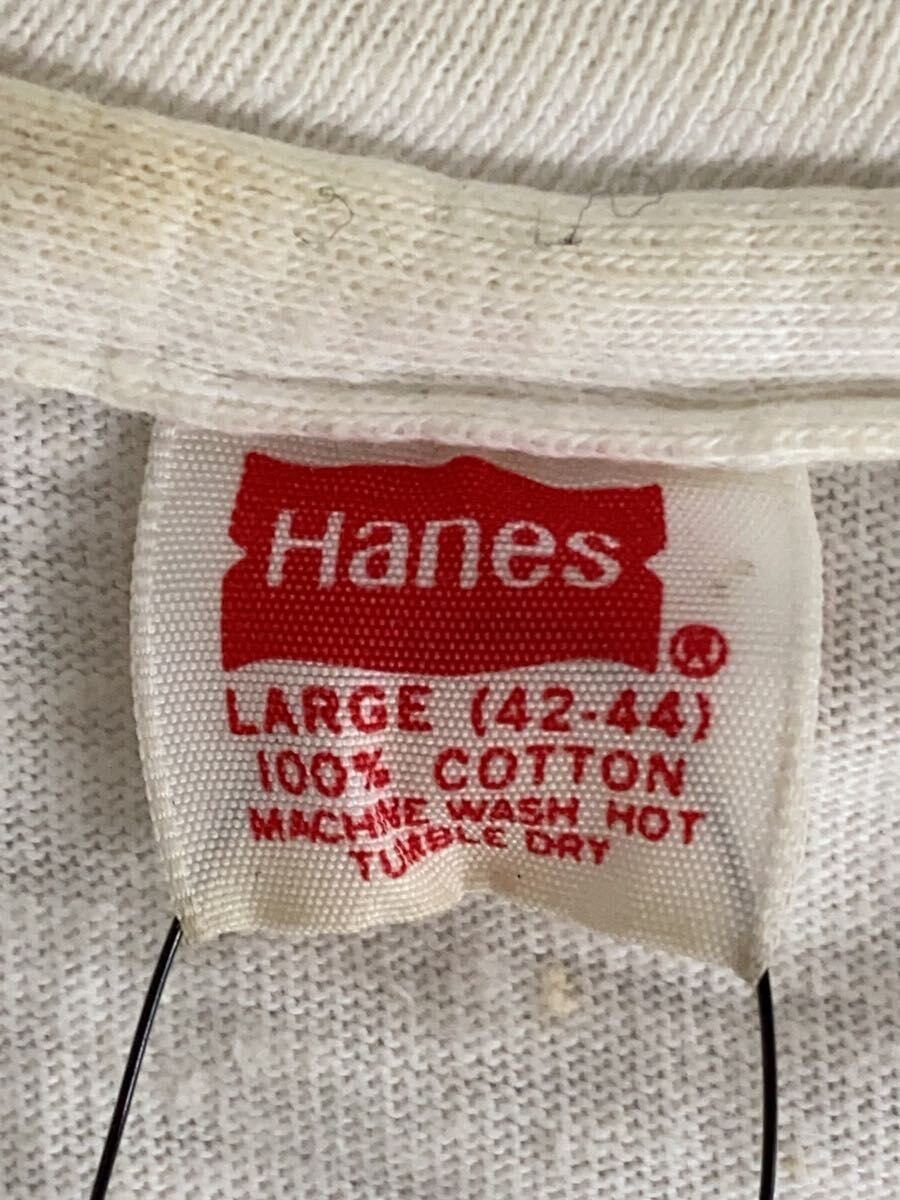 Hanes®
LARGE (42-44)
100% COTTON
MACHINE WASH HOT
TUMBLE DRY